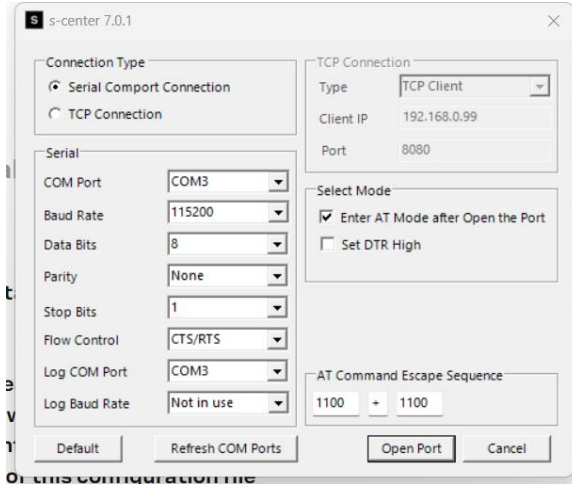 S s-center 7.0.1
Connection Type
Serial Comport Connection
TCP Connection
Serial
COM Port COM3
Baud Rate 115200
Data Bits 8
Parity None
Stop Bits 1
Flow Control CTS/RTS
Log COM Port COM3
Log Baud Rate Not in use
TCP Connection
Type TCP Client
Client IP 192.168.0.99
Port 8080
Select Mode
Enter AT Mode after Open the Port
Set DTR High
AT Command Escape Sequence
1100 + 1100
Default Refresh COM Ports Open Port Cancel
of this configuration file